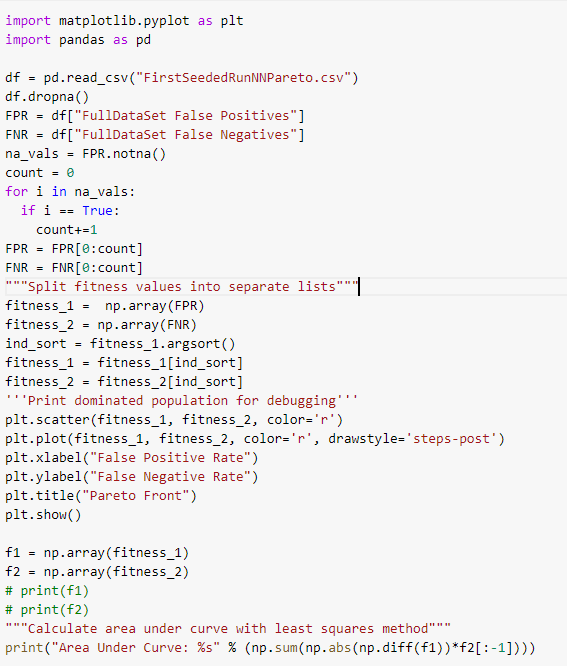 import matplotlib.pyplot as plt
import pandas as pd

df = pd.read_csv("FirstSeededRunNNPareto.csv")
df.dropna()
FPR = df["FullDataSet False Positives"]
FNR = df["FullDataSet False Negatives"]
na_vals = FPR.notna()
count = 0
for i in na_vals:
  if i == True:
    count+=1
FPR = FPR[0:count]
FNR = FNR[0:count]
"""Split fitness values into separate lists"""
fitness_1 =  np.array(FPR)
fitness_2 = np.array(FNR)
ind_sort = fitness_1.argsort()
fitness_1 = fitness_1[ind_sort]
fitness_2 = fitness_2[ind_sort]
'''Print dominated population for debugging'''
plt.scatter(fitness_1, fitness_2, color='r')
plt.plot(fitness_1, fitness_2, color='r', drawstyle='steps-post')
plt.xlabel("False Positive Rate")
plt.ylabel("False Negative Rate")
plt.title("Pareto Front")
plt.show()

f1 = np.array(fitness_1)
f2 = np.array(fitness_2)
# print(f1)
# print(f2)
"""Calculate area under curve with least squares method"""
print("Area Under Curve: %s" % (np.sum(np.abs(np.diff(f1))*f2[:-1])))